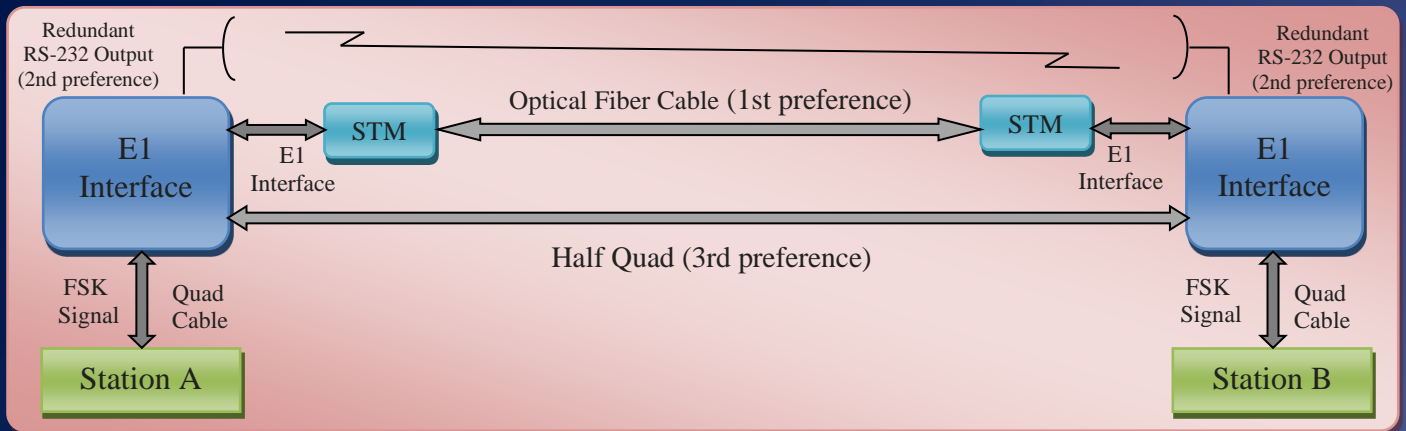 Redundant
RS-232 Output
(2nd preference)
Redundant
RS-232 Output
(2nd preference)
Optical Fiber Cable (1st preference)
E1
Interface
STM
STM
E1
Interface
E1
Interface
E1
Interface
Half Quad (3rd preference)
FSK
Signal
Quad
Cable
FSK
Signal
Quad
Cable
Station A
Station B